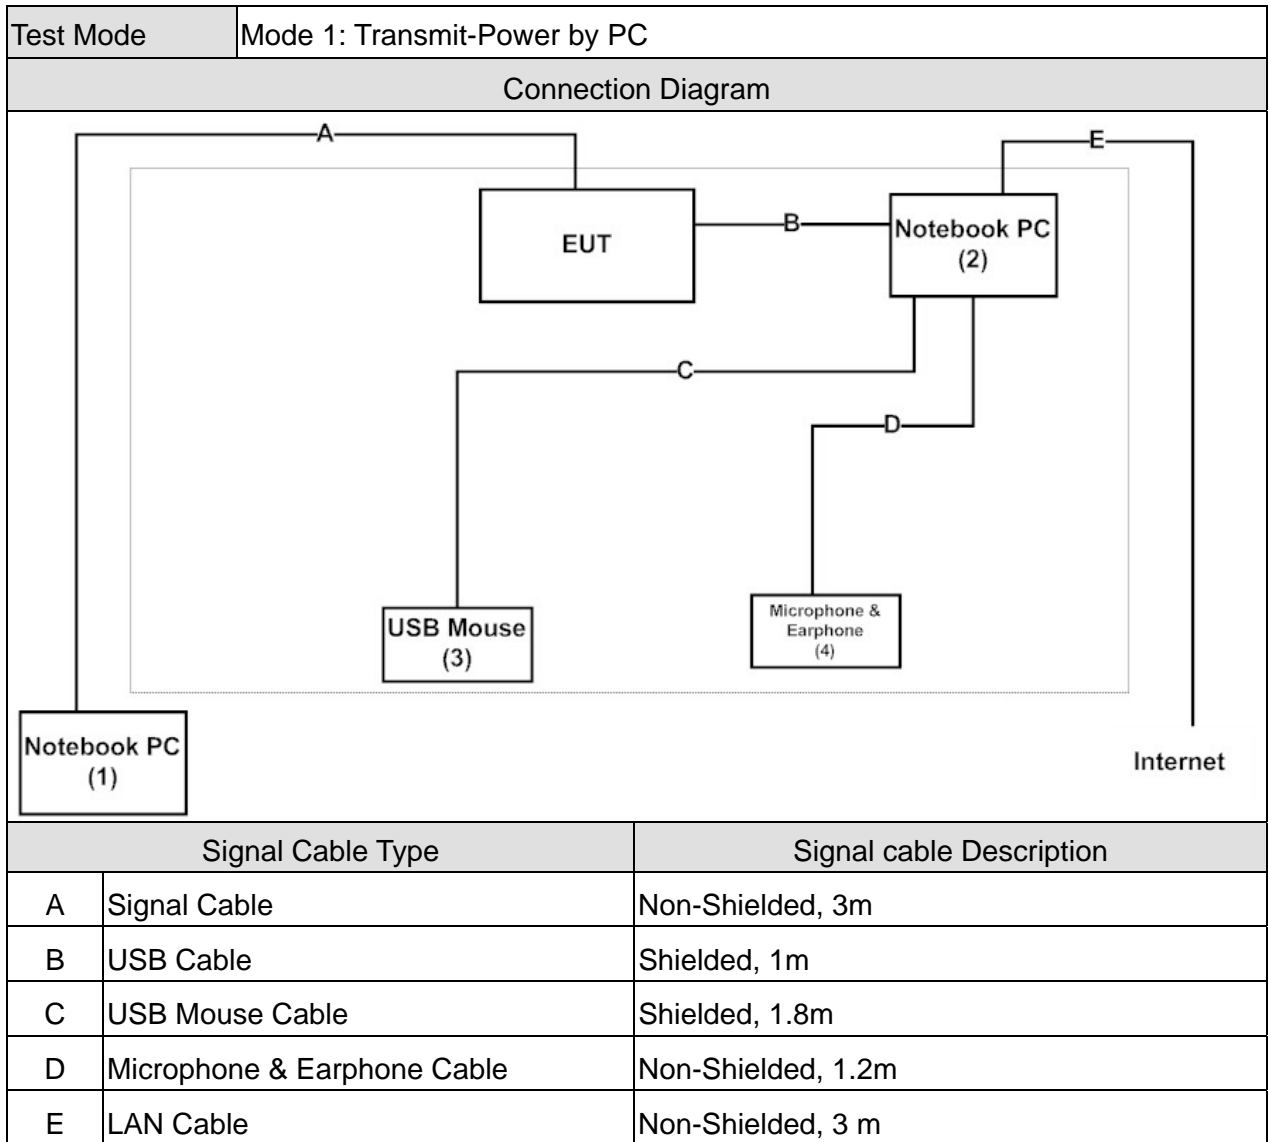 Test Mode Mode 1: Transmit-Power by PC
Connection Diagram
A
E
EUT
B
Notebook PC
(2)
C
D
USB Mouse
(3)
Microphone &
Earphone
(4)
Notebook PC
(1)
Internet
Signal Cable Type Signal cable Description
A Signal Cable Non-Shielded, 3m
B USB Cable Shielded, 1m
C USB Mouse Cable Shielded, 1.8m
D Microphone & Earphone Cable Non-Shielded, 1.2m
E LAN Cable Non-Shielded, 3 m